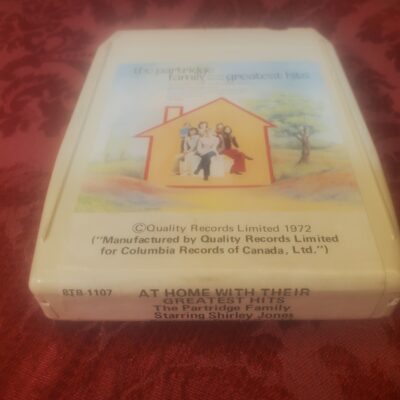 the partridge
family greatest hits
©Quality Records Limited 1972
("Manufactured by Quality Records Limited
for Columbia Records of Canada, Ltd.")
8TB-1107 AT HOME WITH THEIR
GREATEST HITS
The Partridge Family
Starring Shirley Jones